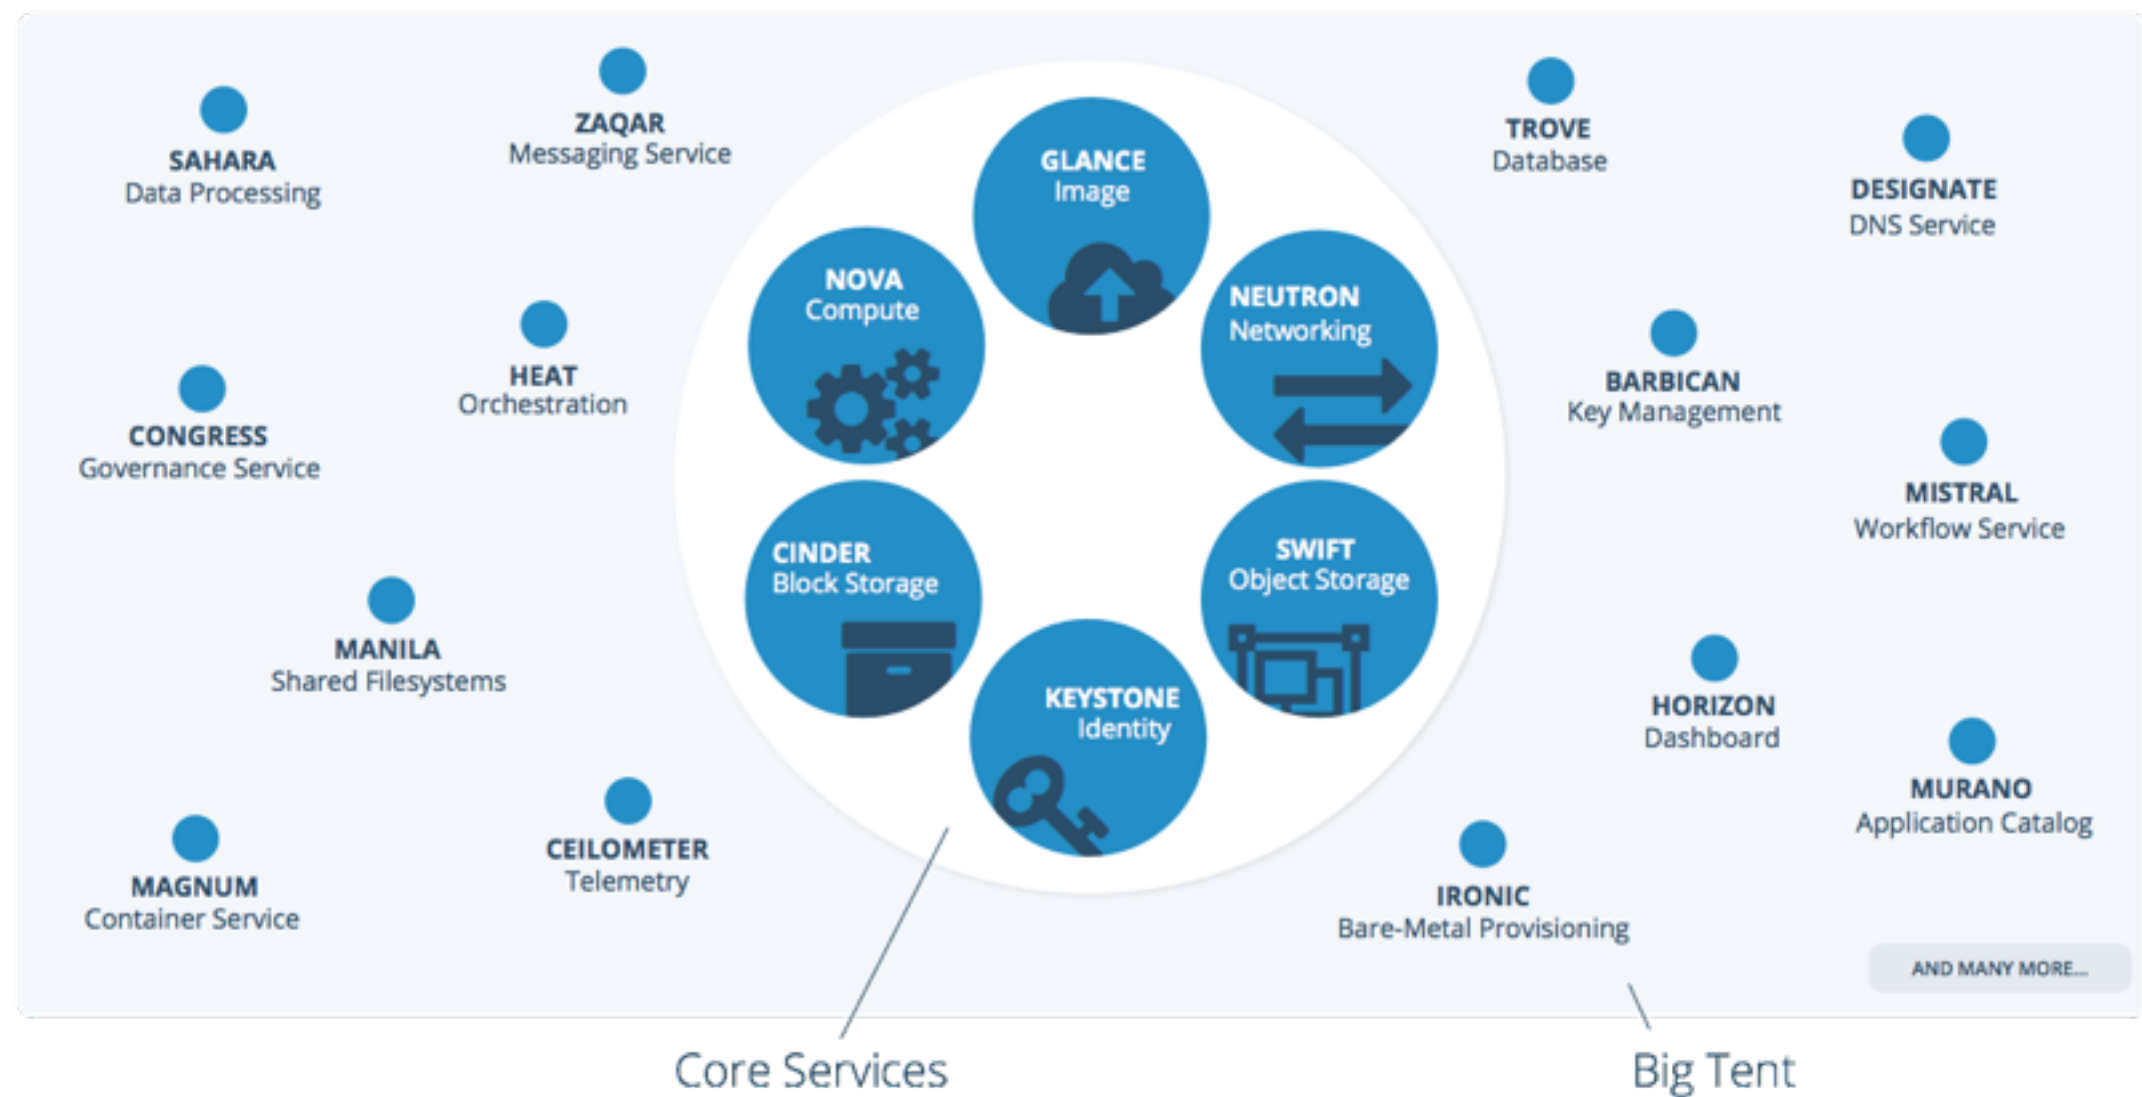 SAHARA
Data Processing
ZAQAR
Messaging Service
GLANCE
Image
TROVE
Database
DESIGNATE
DNS Service
NOVA
Compute
NEUTRON
Networking
HEAT
Orchestration
BARBICAN
Key Management
CONGRESS
Governance Service
MISTRAL
Workflow Service
CINDER
Block Storage
SWIFT
Object Storage
MANILA
Shared Filesystems
KEYSTONE
Identity
HORIZON
Dashboard
MURANO
Application Catalog
CEILOMETER
Telemetry
MAGNUM
Container Service
IRONIC
Bare-Metal Provisioning
AND MANY MORE...
Core Services
Big Tent